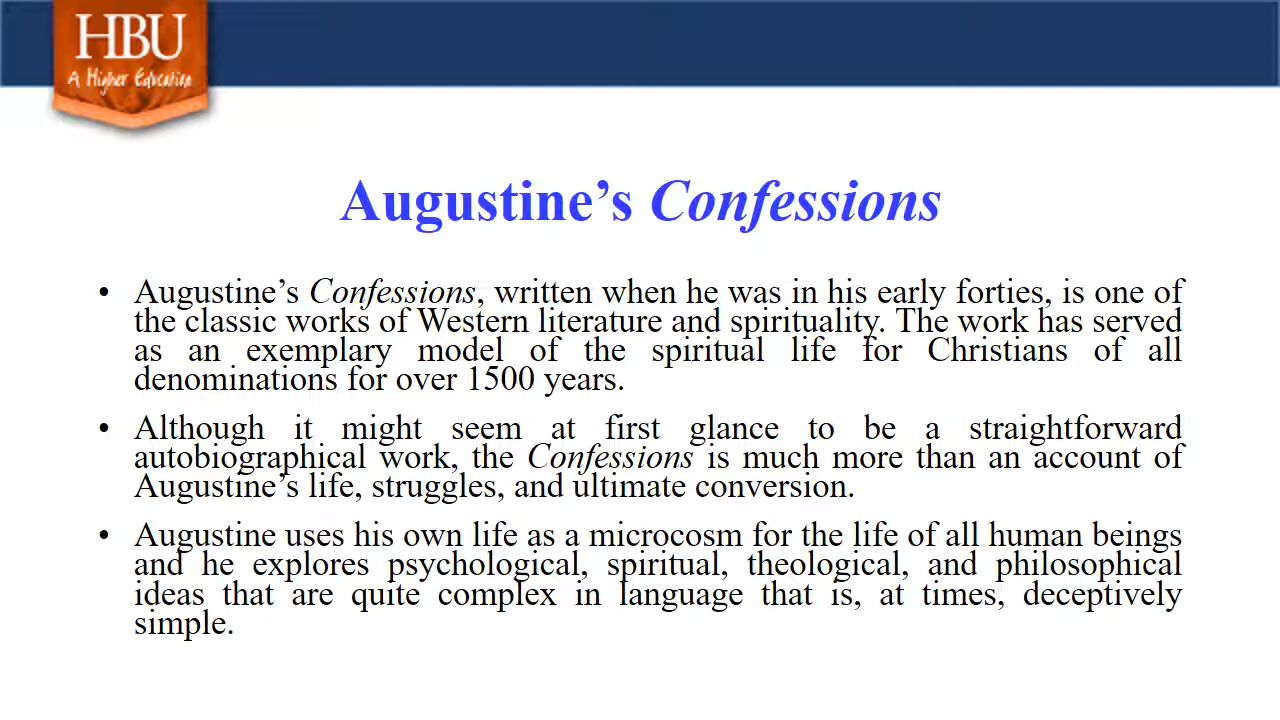 HBU
A Higher Education
Augustine’s Confessions
• Augustine’s Confessions, written when he was in his early forties, is one of
the classic works of Western literature and spirituality. The work has served
as an exemplary model of the spiritual life for Christians of all
denominations for over 1500 years.
• Although it might seem at first glance to be a straightforward
autobiographical work, the Confessions is much more than an account of
Augustine’s life, struggles, and ultimate conversion.
• Augustine uses his own life as a microcosm for the life of all human beings
and he explores psychological, spiritual, theological, and philosophical
ideas that are quite complex in language that is, at times, deceptively
simple.